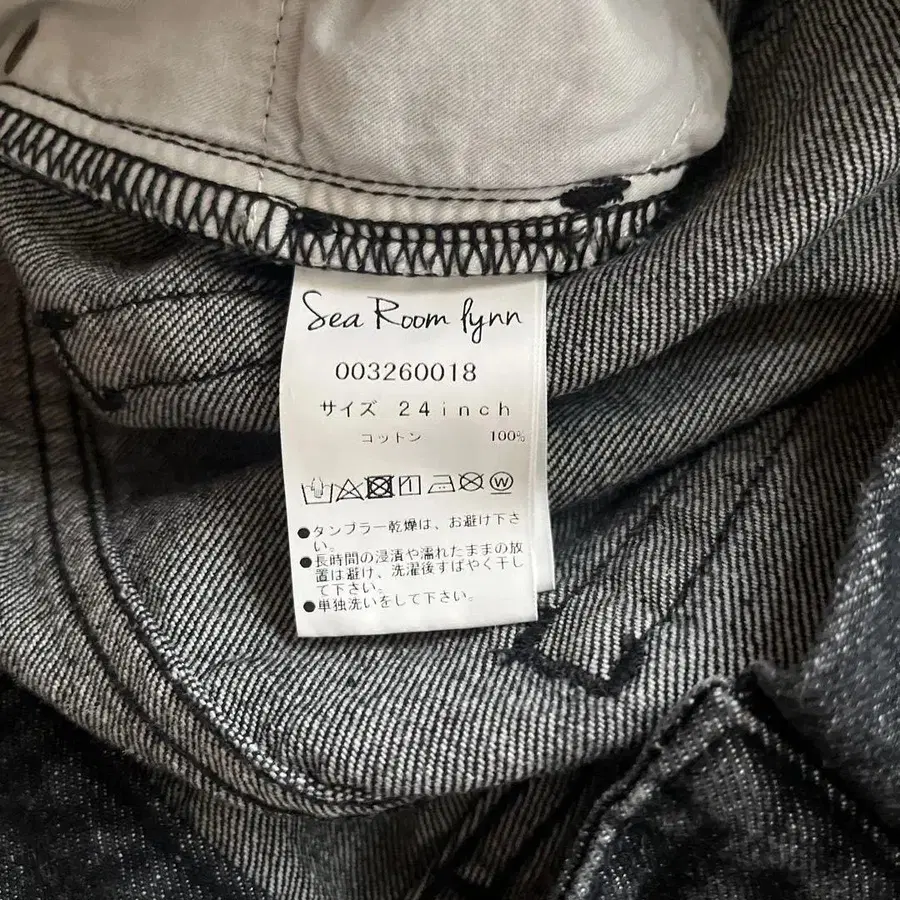 Sea Room lynn
003260018
サイズ 24inch
コットン 100%
●タンブラー乾燥は、お避け下さ
い。
●長時間の浸漬や濡れたままの放
置は避け、洗濯後すばやく干し
て下さい。
●単独洗いをして下さい。